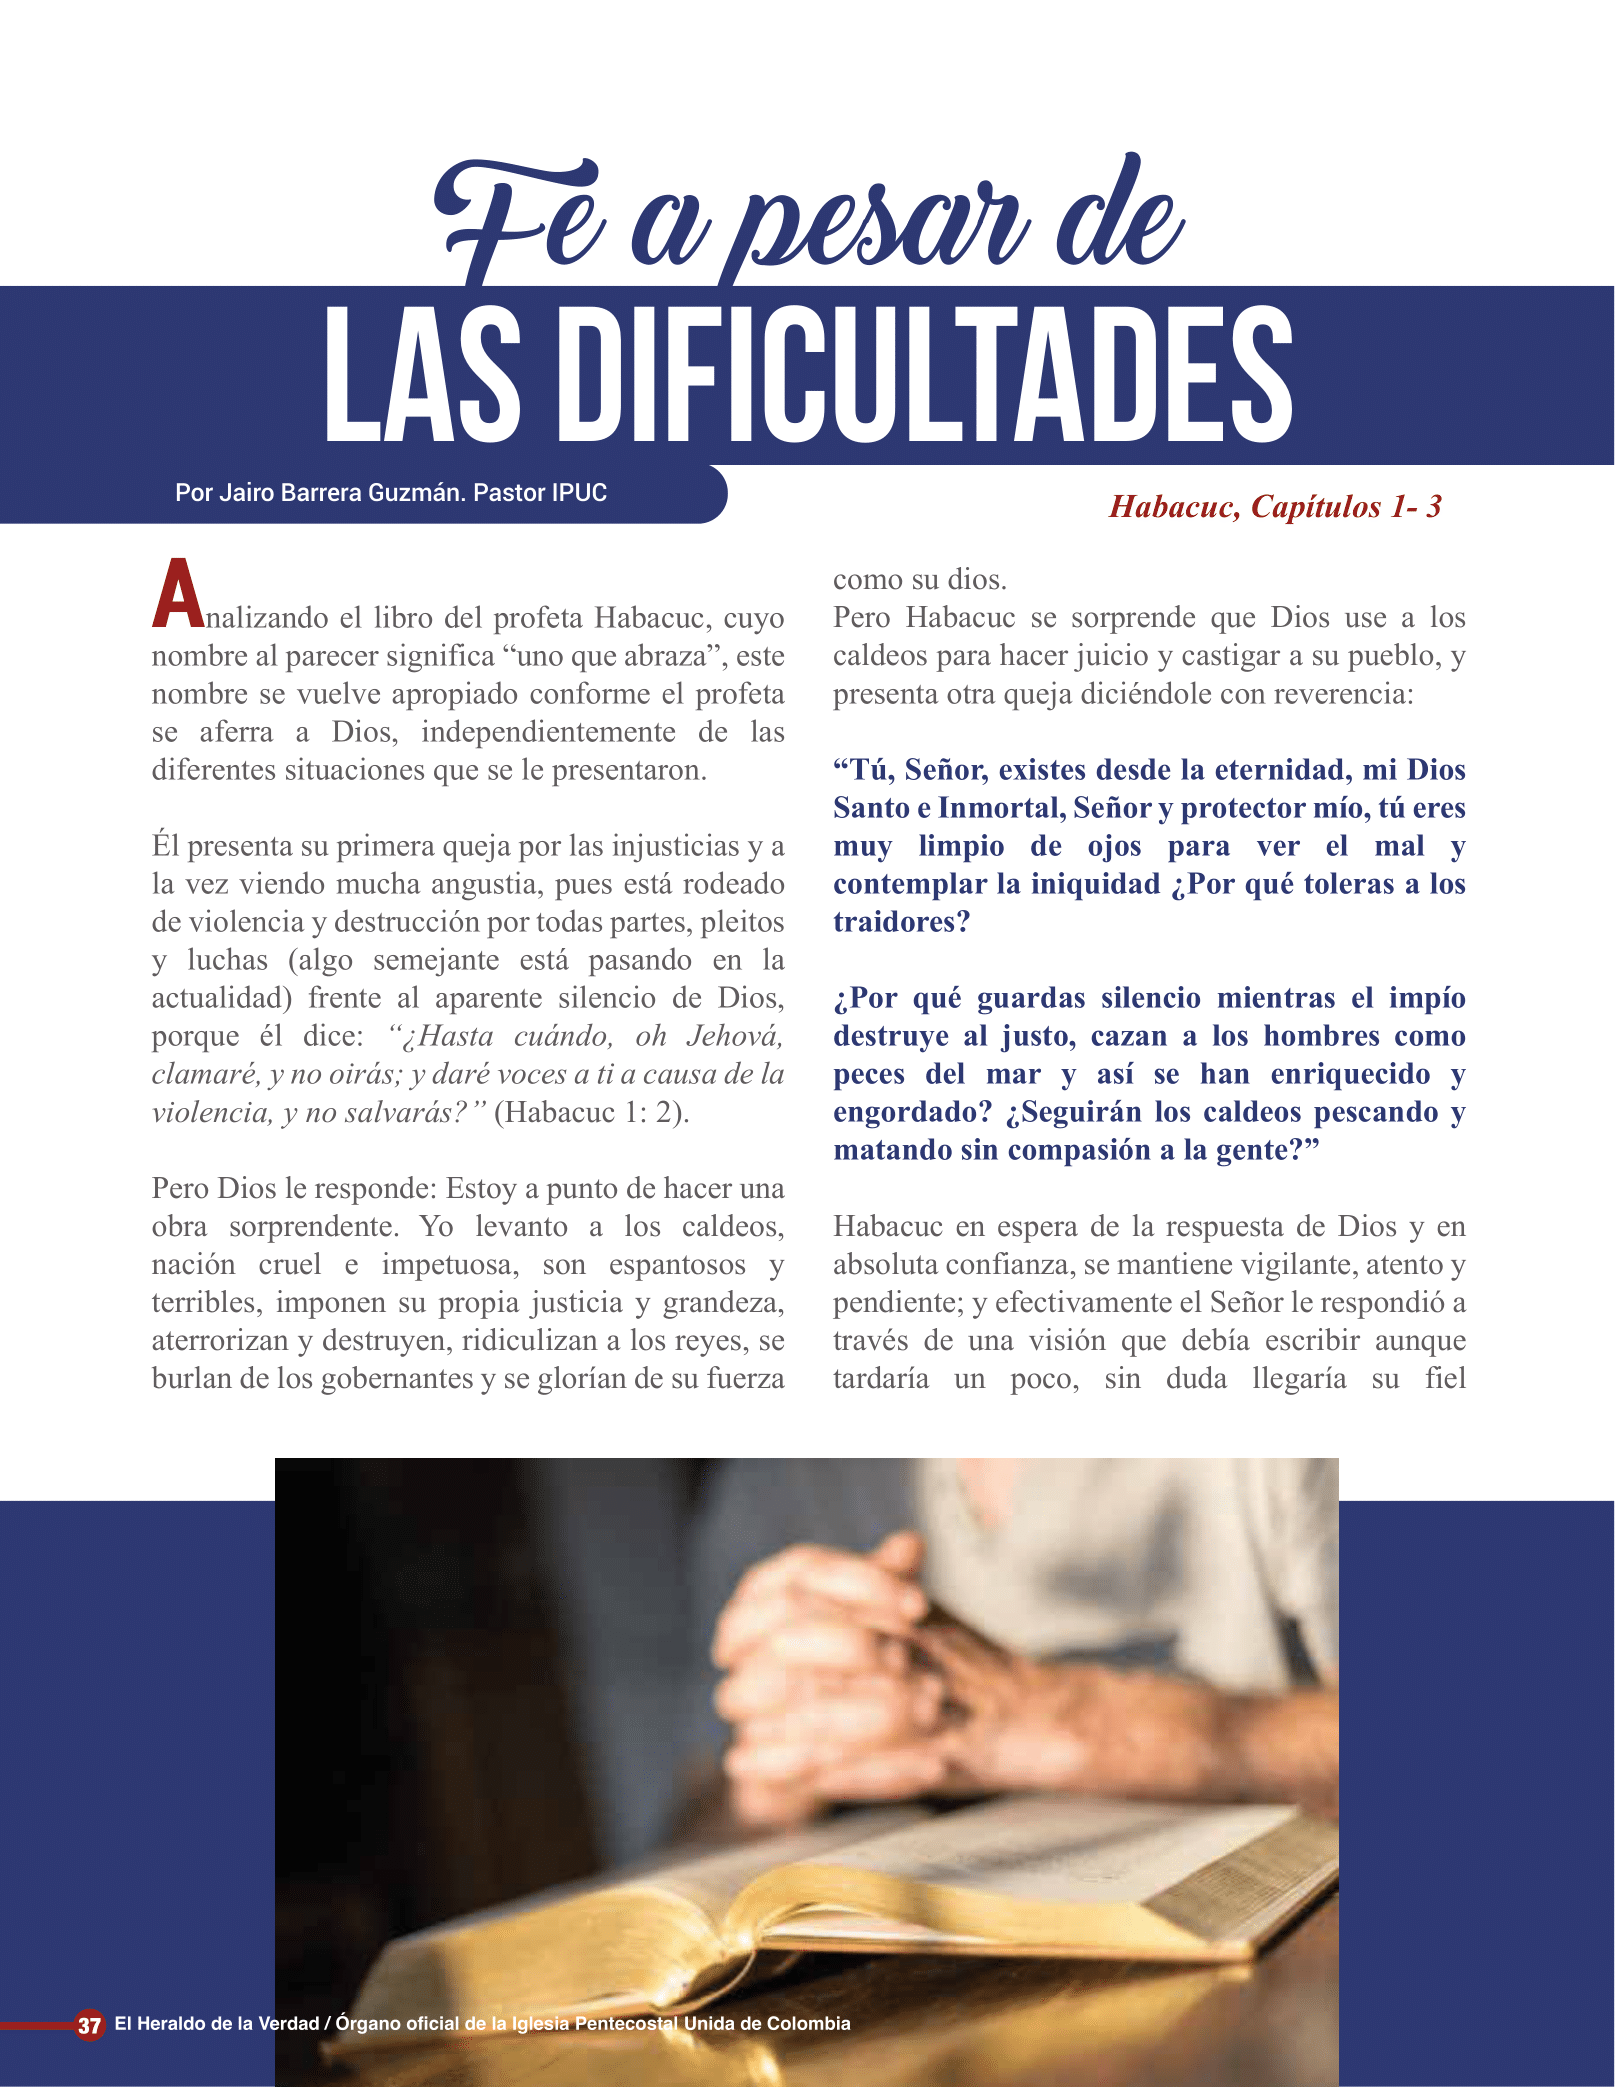 Fe a pesar de
LAS DIFICULTADES
Por Jairo Barrera Guzmán. Pastor IPUC
Habacuc, Capítulos 1- 3
Analizando el libro del profeta Habacuc, cuyo
nombre al parecer significa “uno que abraza”, este
nombre se vuelve apropiado conforme el profeta
se aferra a Dios, independientemente de las
diferentes situaciones que se le presentaron.
Él presenta su primera queja por las injusticias y a
la vez viendo mucha angustia, pues está rodeado
de violencia y destrucción por todas partes, pleitos
y luchas (algo semejante está pasando en la
actualidad) frente al aparente silencio de Dios,
porque él dice: “¿Hasta cuándo, oh Jehová,
clamaré, y no oirás; y daré voces a ti a causa de la
violencia, y no salvarás?” (Habacuc 1: 2).
Pero Dios le responde: Estoy a punto de hacer una
obra sorprendente. Yo levanto a los caldeos,
nación cruel e impetuosa, son espantosos y
terribles, imponen su propia justicia y grandeza,
aterrorizan y destruyen, ridiculizan a los reyes, se
burlan de los gobernantes y se glorían de su fuerza
como su dios.
Pero Habacuc se sorprende que Dios use a los
caldeos para hacer juicio y castigar a su pueblo, y
presenta otra queja diciéndole con reverencia:
“Tú, Señor, existes desde la eternidad, mi Dios
Santo e Inmortal, Señor y protector mío, tú eres
muy limpio de ojos para ver el mal y
contemplar la iniquidad ¿Por qué toleras a los
traidores?
¿Por qué guardas silencio mientras el impío
destruye al justo, cazan a los hombres como
peces del mar y así se han enriquecido y
engordado? ¿Seguirán los caldeos pescando y
matando sin compasión a la gente?”
Habacuc en espera de la respuesta de Dios y en
absoluta confianza, se mantiene vigilante, atento y
pendiente; y efectivamente el Señor le respondió a
través de una visión que debía escribir aunque
tardaría un poco, sin duda llegaría su fiel
37 El Heraldo de la Verdad / Órgano oficial de la Iglesia Pentecostal Unida de Colombia